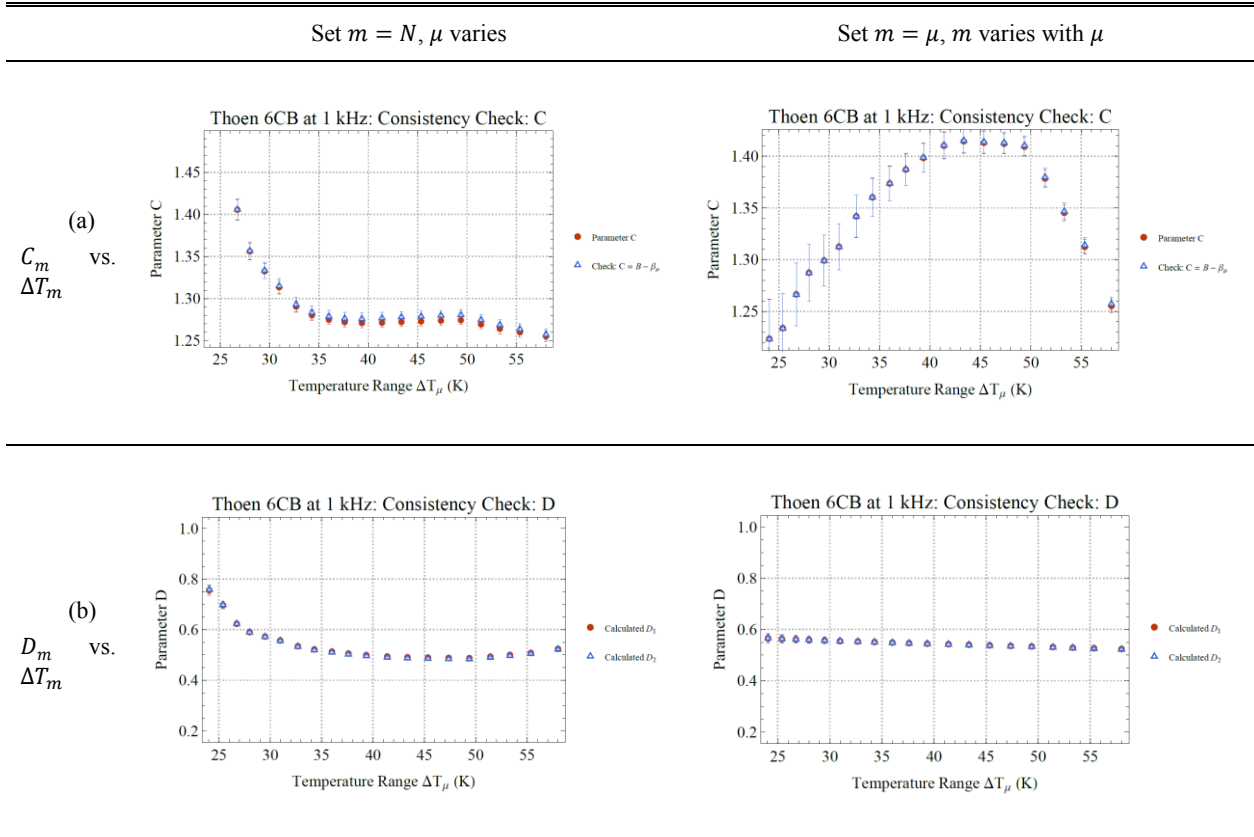 Set m = N, μ varies
Set m = μ, m varies with μ
(a)
C_m vs.
ΔT_m
Thoen 6CB at 1 kHz: Consistency Check: C
Parameter C
1.45
1.40
1.35
1.30
1.25
25 30 35 40 45 50 55
Temperature Range ΔT_μ (K)
Parameter C
Check: C = B − β_μ
Thoen 6CB at 1 kHz: Consistency Check: C
Parameter C
1.40
1.35
1.30
1.25
25 30 35 40 45 50 55
Temperature Range ΔT_μ (K)
Parameter C
Check: C = B − β_μ
(b)
D_m vs.
ΔT_m
Thoen 6CB at 1 kHz: Consistency Check: D
Parameter D
1.0
0.8
0.6
0.4
0.2
25 30 35 40 45 50 55
Temperature Range ΔT_μ (K)
Calculated D_1
Calculated D_2
Thoen 6CB at 1 kHz: Consistency Check: D
Parameter D
1.0
0.8
0.6
0.4
0.2
25 30 35 40 45 50 55
Temperature Range ΔT_μ (K)
Calculated D_1
Calculated D_2